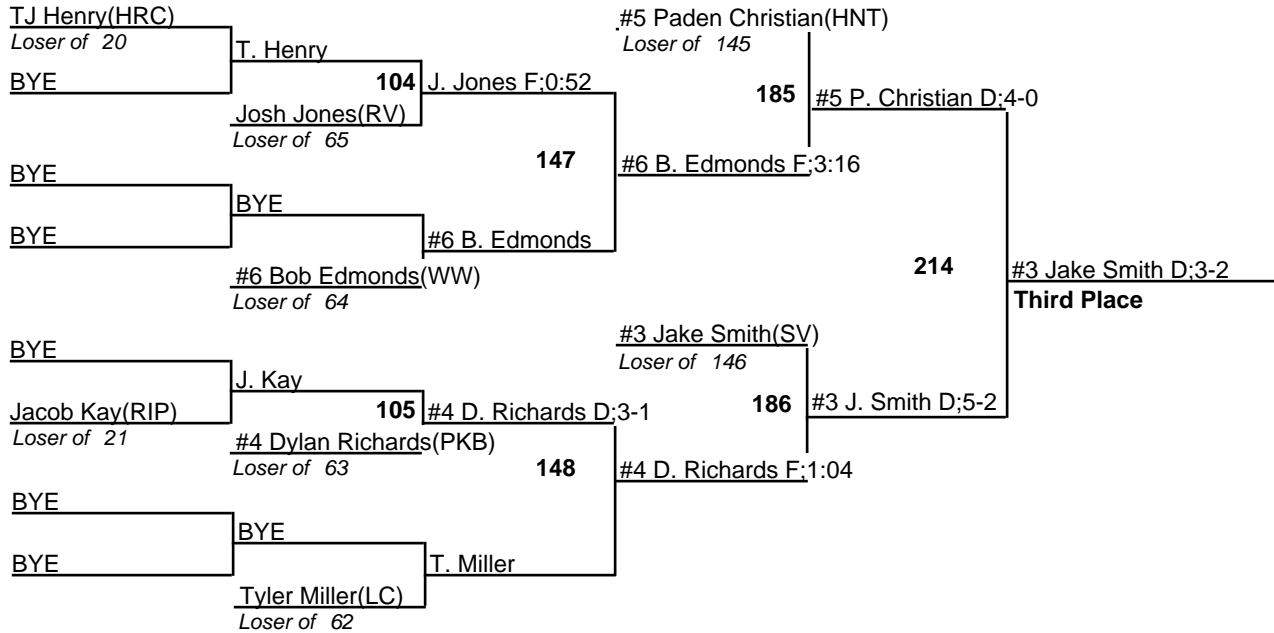 TJ Henry(HRC)
Loser of 20
BYE
T. Henry
104
Josh Jones(RV)
Loser of 65
J. Jones F;0:52
BYE
BYE
BYE
#6 Bob Edmonds(WW)
Loser of 64
#6 B. Edmonds
147
#6 B. Edmonds F;3:16
#5 Paden Christian(HNT)
Loser of 145
185
#5 P. Christian D;4-0
BYE
Jacob Kay(RIP)
Loser of 21
J. Kay
105
#4 Dylan Richards(PKB)
Loser of 63
#4 D. Richards D;3-1
BYE
BYE
BYE
Tyler Miller(LC)
Loser of 62
T. Miller
148
#4 D. Richards F;1:04
#3 Jake Smith(SV)
Loser of 146
186
#3 J. Smith D;5-2
214
#3 Jake Smith D;3-2
Third Place